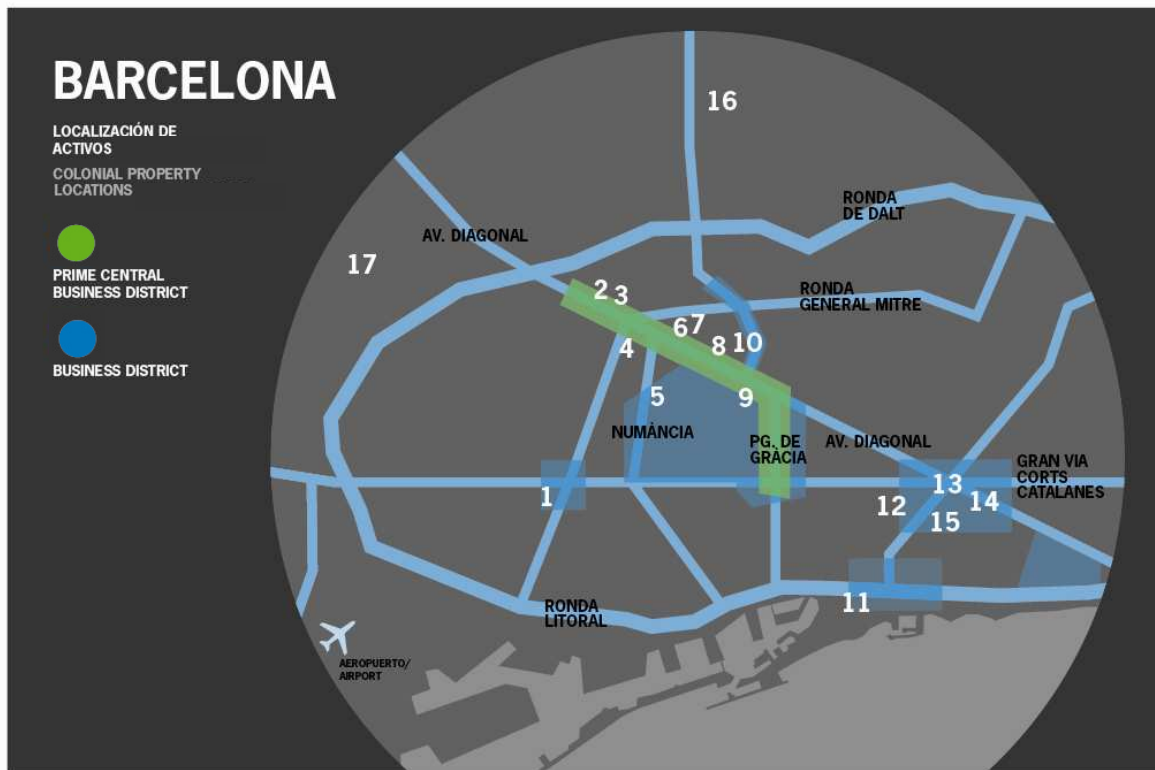 BARCELONA
LOCALIZACIÓN DE
ACTIVOS
COLONIAL PROPERTY
LOCATIONS
PRIME CENTRAL
BUSINESS DISTRICT
BUSINESS DISTRICT
16
RONDA
DE DALT
AV. DIAGONAL
17
2
3
RONDA
GENERAL MITRE
4
6
7
8
10
5
9
NUMÀNCIA
PG. DE
GRÀCIA
AV. DIAGONAL
GRAN VIA
CORTS
CATALANES
1
12
13
14
15
11
RONDA
LITORAL
AEROPUERTO/
AIRPORT